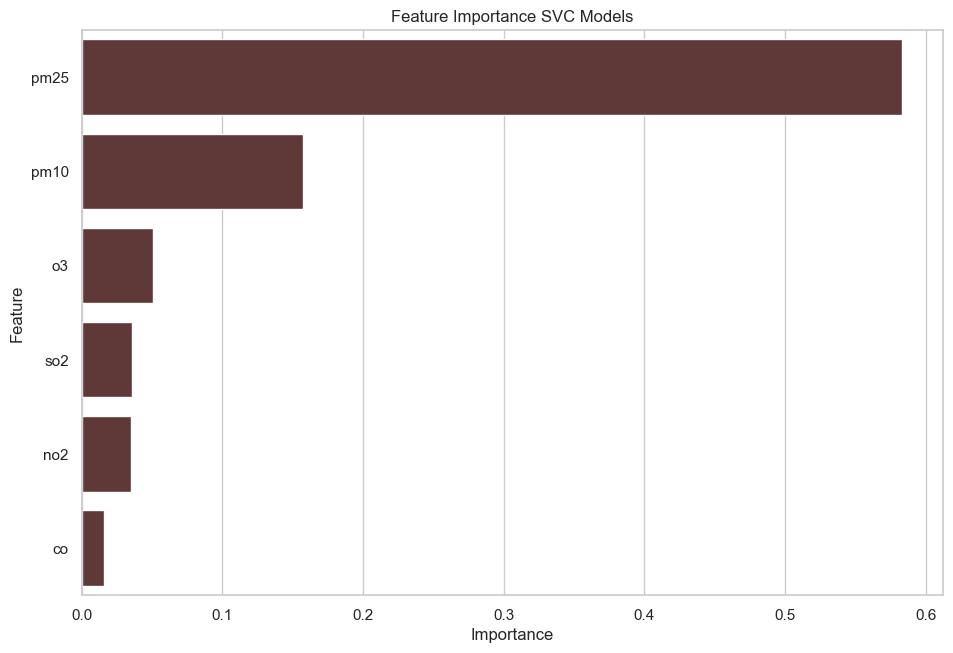 Feature Importance SVC Models
pm25
pm10
o3
so2
no2
co
Feature
0.0 0.1 0.2 0.3 0.4 0.5 0.6
Importance